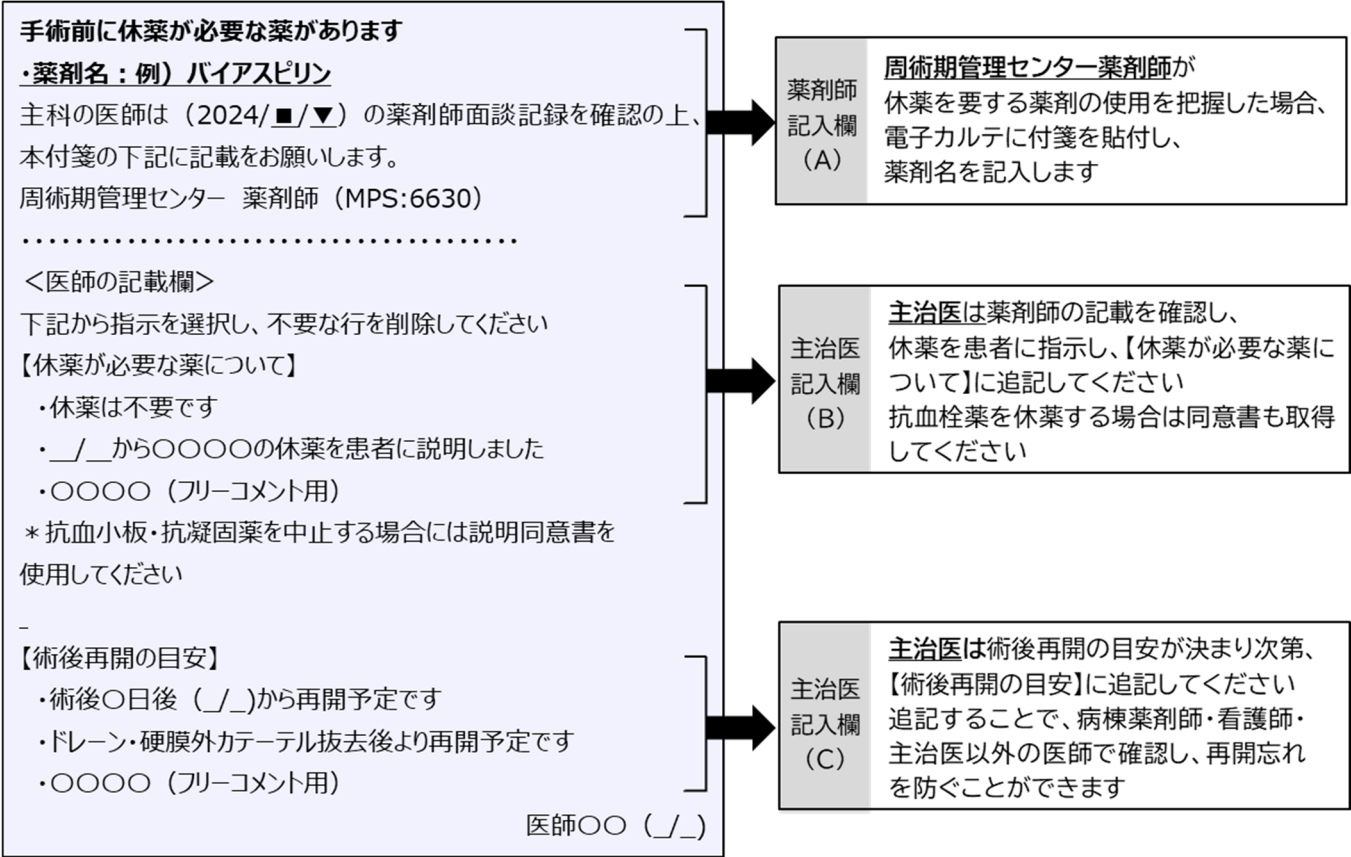 手術前に休薬が必要な薬があります
・薬剤名：例）バイアスピリン
主科の医師は（2024/■/▼）の薬剤師面談記録を確認の上、
本付箋の下記に記載をお願いします。
周術期管理センター 薬剤師（MPS:6630）
・・・・・・・・・・・・・・・・・・・・・・・・・・・・・・・・・・・・・・
＜医師の記載欄＞
下記から指示を選択し、不要な行を削除してください
【休薬が必要な薬について】
・休薬は不要です
・__/__から〇〇〇〇の休薬を患者に説明しました
・〇〇〇〇（フリーコメント用）
＊抗血小板・抗凝固薬を中止する場合には説明同意書を
使用してください
_
【術後再開の目安】
・術後〇日後（_/_)から再開予定です
・ドレーン・硬膜外カテーテル抜去後より再開予定です
・〇〇〇〇（フリーコメント用）
医師〇〇（_/_)
薬剤師
記入欄
（A）
周術期管理センター薬剤師が
休薬を要する薬剤の使用を把握した場合、
電子カルテに付箋を貼付し、
薬剤名を記入します
主治医
記入欄
（B）
主治医は薬剤師の記載を確認し、
休薬を患者に指示し、【休薬が必要な薬に
ついて】に追記してください
抗血栓薬を休薬する場合は同意書も取得
してください
主治医
記入欄
（C）
主治医は術後再開の目安が決まり次第、
【術後再開の目安】に追記してください
追記することで、病棟薬剤師・看護師・
主治医以外の医師で確認し、再開忘れ
を防ぐことができます